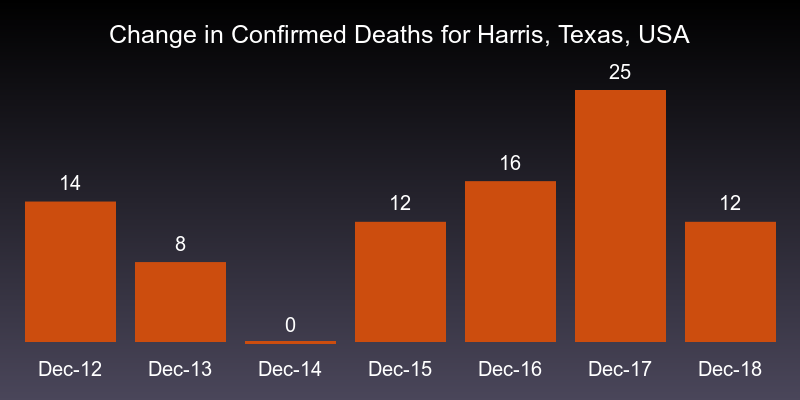 Change in Confirmed Deaths for Harris, Texas, USA
14
8
0
12
16
25
12
Dec-12
Dec-13
Dec-14
Dec-15
Dec-16
Dec-17
Dec-18